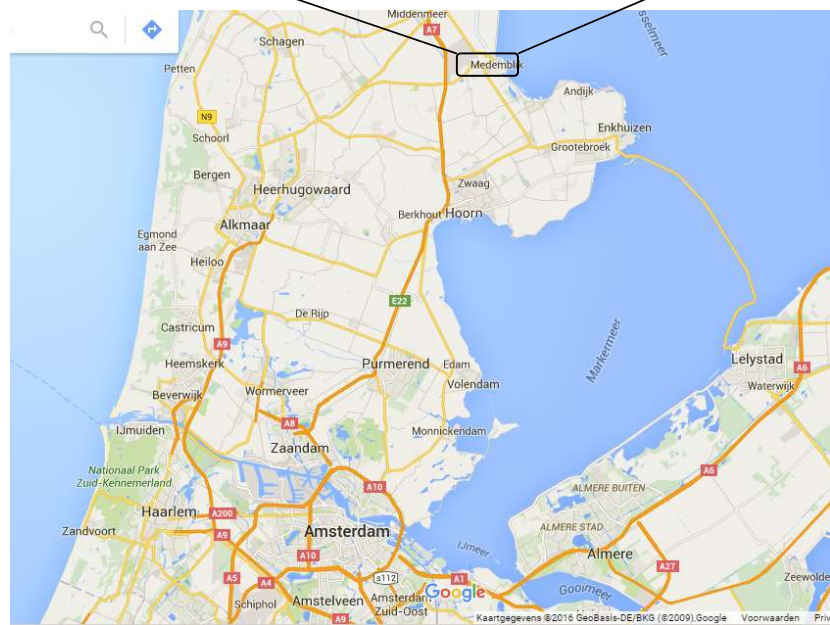 Middenmeer
A7
Schagen
Petten
Medemblik
Andijk
N9
Enkhuizen
Schoorl
Grootebroek
Bergen
Zwaag
Heerhugowaard
Berkhout
Hoorn
Alkmaar
Egmond
aan Zee
Heiloo
E22
De Rijp
Castricum
A9
Markermeer
Lelystad
Heemskerk
Purmerend
Edam
A6
Beverwijk
Wormerveer
Volendam
Waterwijk
A8
IJmuiden
Monnickendam
Zaandam
Nationaal Park
Zuid-Kennemerland
A6
A10
ALMERE BUITEN
Haarlem
A200
Zandvoort
A9
Amsterdam
ALMERE STAD
IJmeer
A10
Almere
A27
A5
A4
s112
A1
Zeewolde
Gooimeer
Schiphol
Amstelveen
Amsterdam
Zuid-Oost
Google
A9
Kaartgegevens ©2016 GeoBasis-DE/BKG (©2009),Google
Voorwaarden